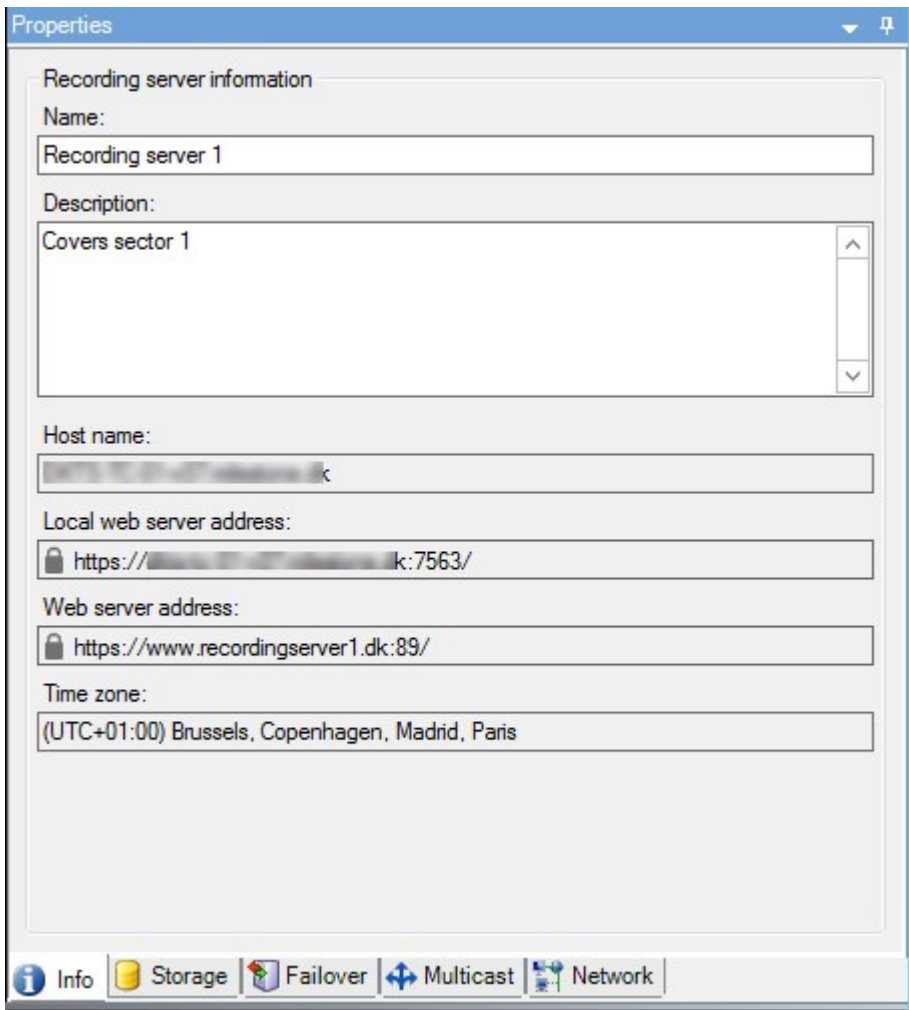 Properties
Recording server information
Name:
Recording server 1
Description:
Covers sector 1
Host name:
k
Local web server address:
https:// k:7563/
Web server address:
https://www.recordingserver1.dk:89/
Time zone:
(UTC+01:00) Brussels, Copenhagen, Madrid, Paris
Info Storage Failover Multicast Network